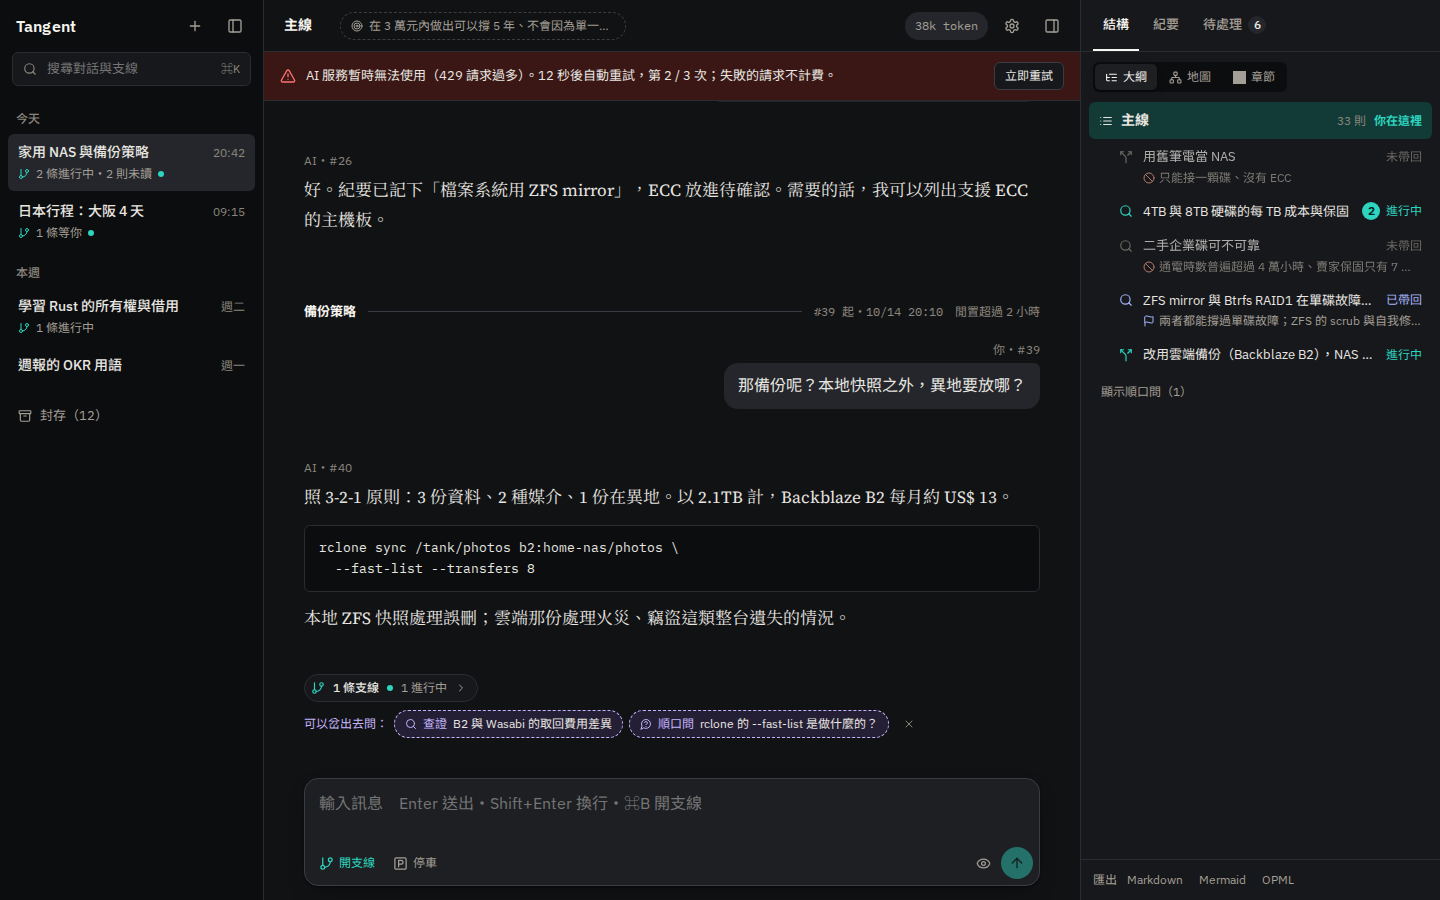 Tangent
搜尋對話與支線 ⌘K
今天
家用 NAS 與備份策略 20:42
2 條進行中・2 則未讀
日本行程：大阪 4 天 09:15
1 條等你
本週
學習 Rust 的所有權與借用 週二
1 條進行中
週報的 OKR 用語 週一
封存（12）
主線 在 3 萬元內做出可以撐 5 年、不會因為單一... 38k token
AI 服務暫時無法使用（429 請求過多）。12 秒後自動重試，第 2 / 3 次；失敗的請求不計費。 立即重試
AI・#26
好。紀要已記下「檔案系統用 ZFS mirror」，ECC 放進待確認。需要的話，我可以列出支援 ECC
的主機板。
備份策略 #39 起・10/14 20:10 閒置超過 2 小時
你・#39
那備份呢？本地快照之外，異地要放哪？
AI・#40
照 3-2-1 原則：3 份資料、2 種媒介、1 份在異地。以 2.1TB 計，Backblaze B2 每月約 US$ 13。
rclone sync /tank/photos b2:home-nas/photos \
--fast-list --transfers 8
本地 ZFS 快照處理誤刪；雲端那份處理火災、竊盜這類整台遺失的情況。
1 條支線 1 進行中
可以岔出去問： 查證 B2 與 Wasabi 的取回費用差異 順口問 rclone 的 --fast-list 是做什麼的？
輸入訊息 Enter 送出・Shift+Enter 換行・⌘B 開支線
開支線 停車
結構 紀要 待處理 6
大綱 地圖 章節
主線 33 則 你在這裡
用舊筆電當 NAS 未帶回
只能接一顆碟、沒有 ECC
4TB 與 8TB 硬碟的每 TB 成本與保固 2 進行中
二手企業碟可不可靠 未帶回
通電時數普遍超過 4 萬小時、賣家保固只有 7 ...
ZFS mirror 與 Btrfs RAID1 在單碟故障... 已帶回
兩者都能撐過單碟故障；ZFS 的 scrub 與自我修...
改用雲端備份（Backblaze B2），NAS ... 進行中
顯示順口問（1）
匯出 Markdown Mermaid OPML